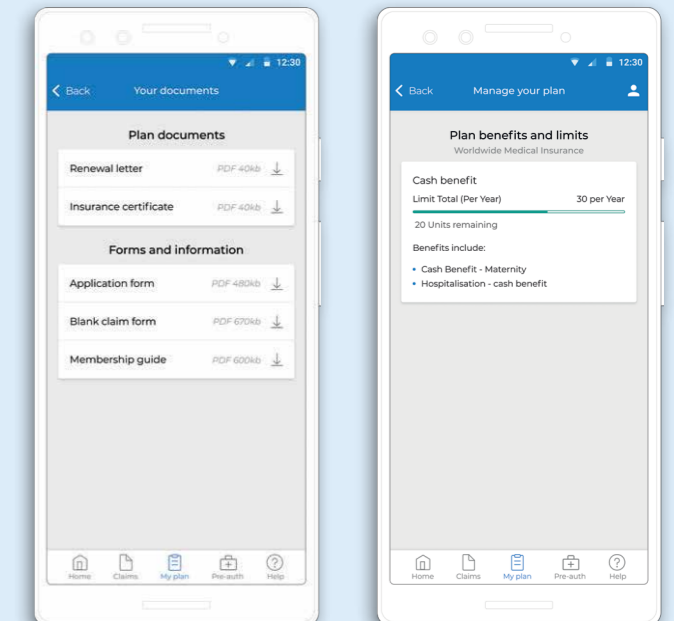 12:30
Back
Your documents
Plan documents
Renewal letter PDF 40kb
Insurance certificate PDF 40kb
Forms and information
Application form PDF 480kb
Blank claim form PDF 670kb
Membership guide PDF 600kb
Home Claims My plan Pre-auth Help
12:30
Back
Manage your plan
Plan benefits and limits
Worldwide Medical Insurance
Cash benefit
Limit Total (Per Year) 30 per Year
20 Units remaining
Benefits include:
• Cash Benefit - Maternity
• Hospitalisation - cash benefit
Home Claims My plan Pre-auth Help